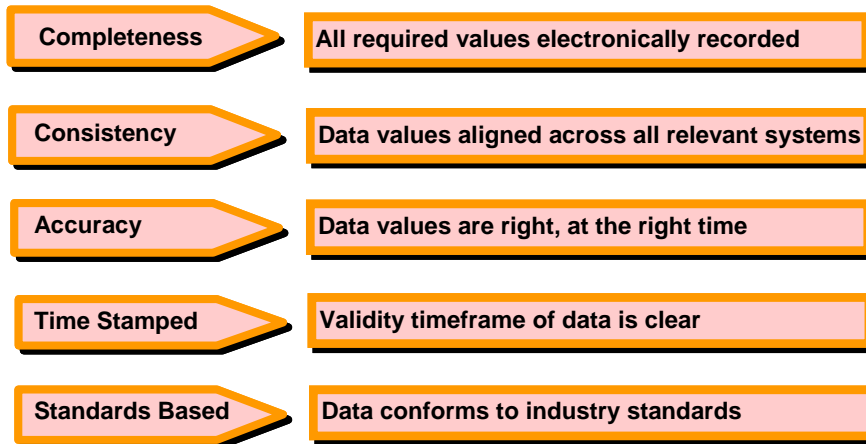 Completeness
All required values electronically recorded
Consistency
Data values aligned across all relevant systems
Accuracy
Data values are right, at the right time
Time Stamped
Validity timeframe of data is clear
Standards Based
Data conforms to industry standards